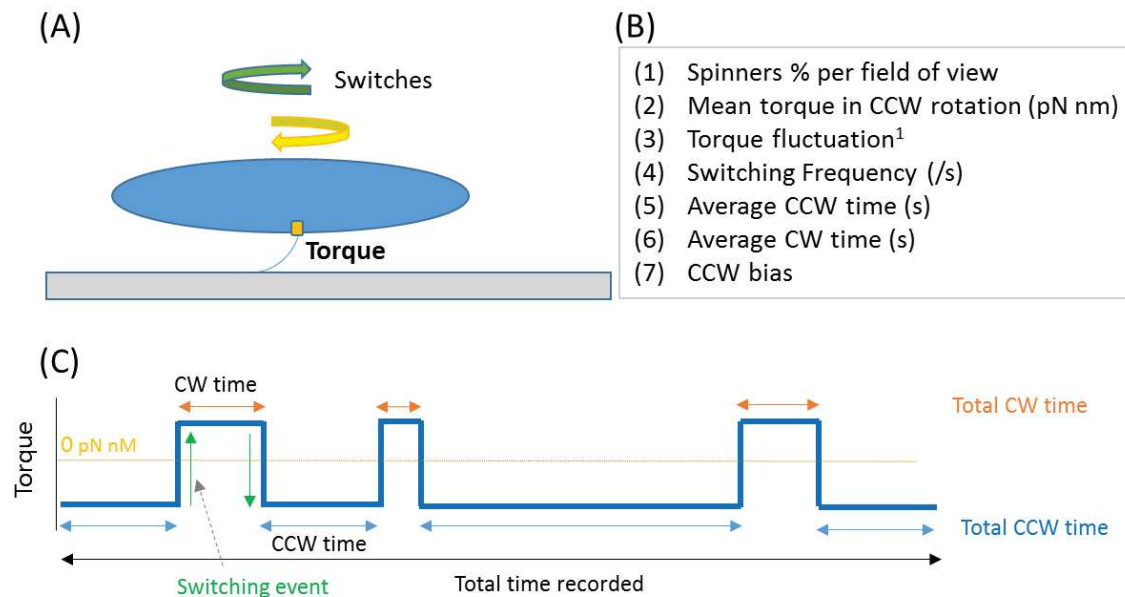 (A)
Switches
Torque
(B)
(1) Spinners % per field of view
(2) Mean torque in CCW rotation (pN nm)
(3) Torque fluctuation¹
(4) Switching Frequency (/s)
(5) Average CCW time (s)
(6) Average CW time (s)
(7) CCW bias
(C)
CW time
Total CW time
0 pN nM
Torque
CCW time
Total CCW time
Switching event
Total time recorded